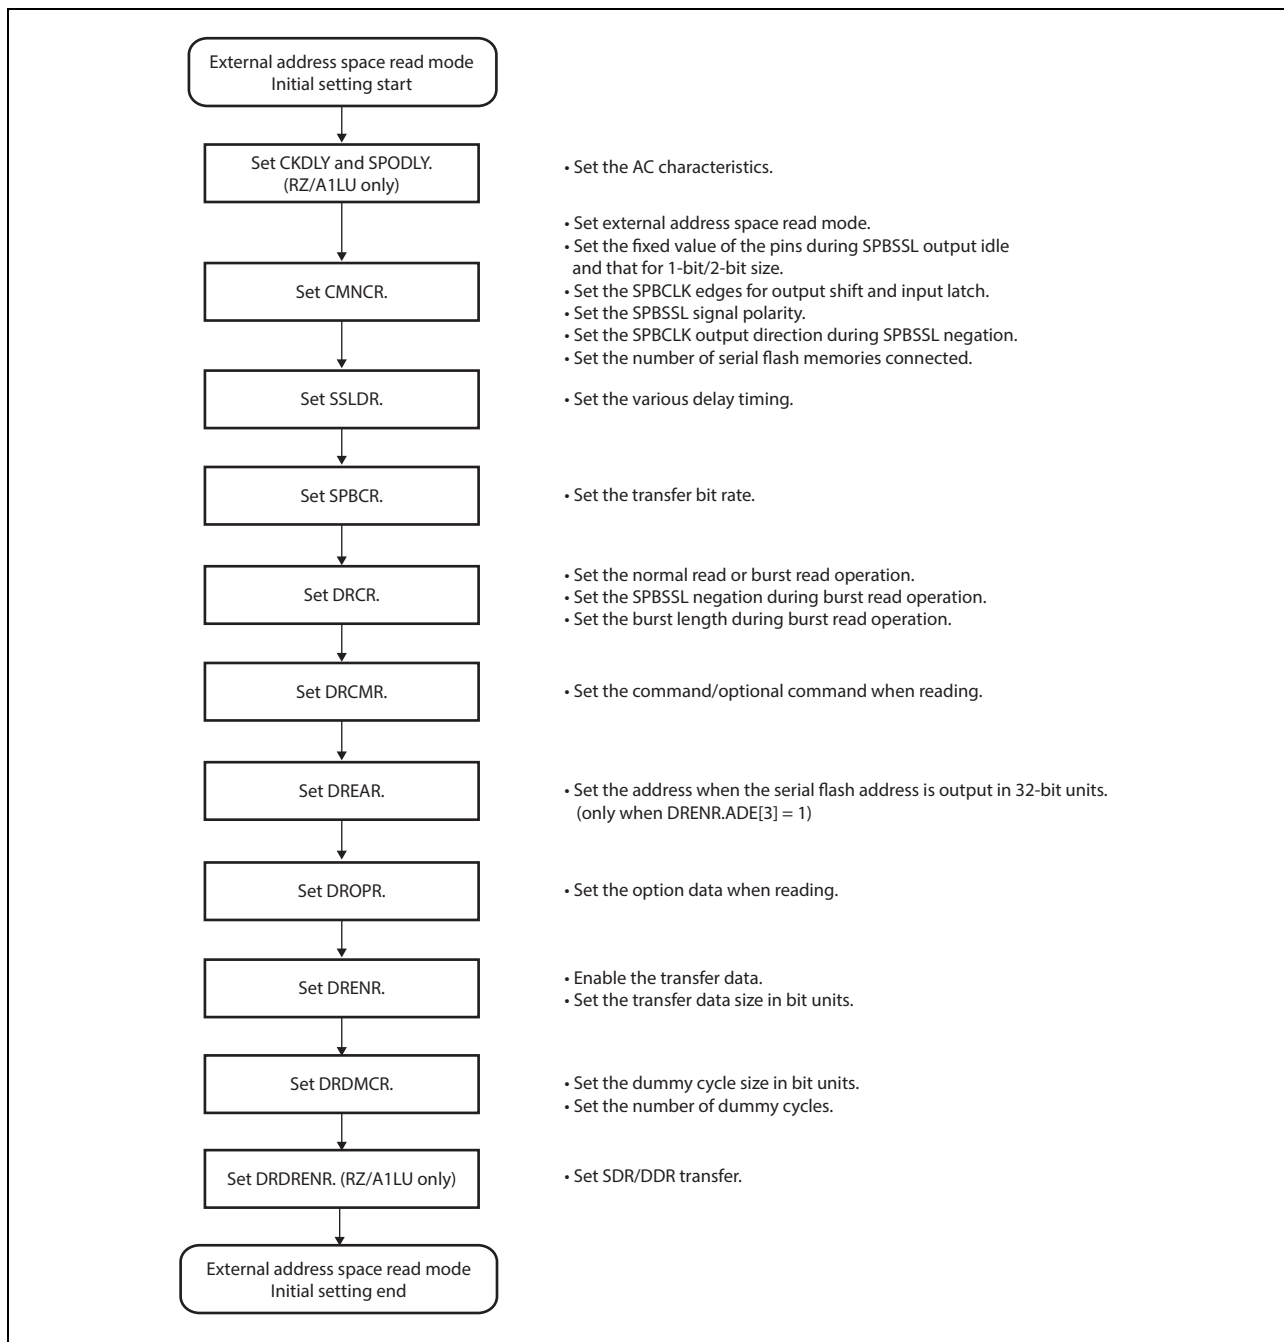 External address space read mode
Initial setting start
Set CKDLY and SPODLY.
(RZ/A1LU only)
• Set the AC characteristics.
• Set external address space read mode.
• Set the fixed value of the pins during SPBSSL output idle
and that for 1-bit/2-bit size.
Set CMNCR.
• Set the SPBCLK edges for output shift and input latch.
• Set the SPBSSL signal polarity.
• Set the SPBCLK output direction during SPBSSL negation.
• Set the number of serial flash memories connected.
Set SSLDR.
• Set the various delay timing.
Set SPBCR.
• Set the transfer bit rate.
Set DRCR.
• Set the normal read or burst read operation.
• Set the SPBSSL negation during burst read operation.
• Set the burst length during burst read operation.
Set DRCMR.
• Set the command/optional command when reading.
Set DREAR.
• Set the address when the serial flash address is output in 32-bit units.
(only when DRENR.ADE[3] = 1)
Set DROPR.
• Set the option data when reading.
Set DRENR.
• Enable the transfer data.
• Set the transfer data size in bit units.
Set DRDMCR.
• Set the dummy cycle size in bit units.
• Set the number of dummy cycles.
Set DRDRENR. (RZ/A1LU only)
• Set SDR/DDR transfer.
External address space read mode
Initial setting end